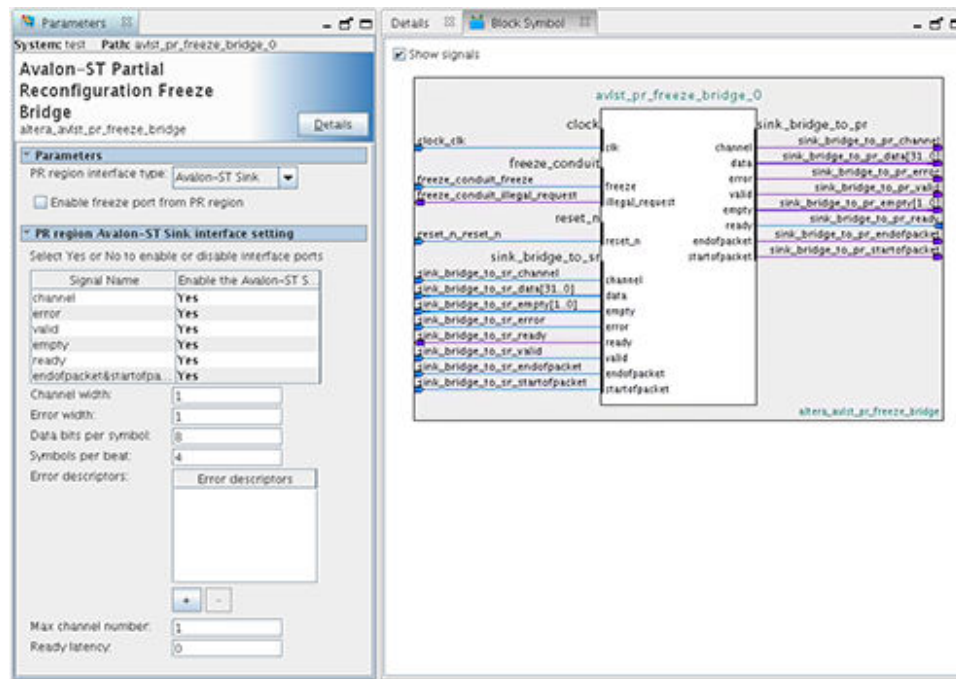 Parameters
System: test Path: avlst_pr_freeze_bridge_0
Avalon-ST Partial
Reconfiguration Freeze
Bridge
altera_avlst_pr_freeze_bridge
Details
Parameters
PR region interface type: Avalon-ST Sink
Enable freeze port from PR region
PR region Avalon-ST Sink interface setting
Select Yes or No to enable or disable interface ports
Signal Name Enable the Avalon-ST S...
channel Yes
error Yes
valid Yes
empty Yes
ready Yes
endofpacket&startofpa... Yes
Channel width: 1
Error width: 1
Data bits per symbol: 8
Symbols per beat: 4
Error descriptors: Error descriptors
+ -
Max channel number: 1
Ready latency: 0
Details Block Symbol
Show signals
avlst_pr_freeze_bridge_0
clock
clock_clk
clk
freeze_conduit
freeze_conduit_freeze
freeze
freeze_conduit_illegal_request
illegal_request
reset_n
reset_n_reset_n
reset_n
sink_bridge_to_sr
sink_bridge_to_sr_channel
channel
sink_bridge_to_sr_data[31..0]
data
sink_bridge_to_sr_empty[1..0]
empty
sink_bridge_to_sr_error
error
sink_bridge_to_sr_ready
ready
sink_bridge_to_sr_valid
valid
sink_bridge_to_sr_endofpacket
endofpacket
sink_bridge_to_sr_startofpacket
startofpacket
sink_bridge_to_pr
channel
sink_bridge_to_pr_channel
data
sink_bridge_to_pr_data[31..0]
error
sink_bridge_to_pr_error
valid
sink_bridge_to_pr_valid
empty
sink_bridge_to_pr_empty[1..0]
ready
sink_bridge_to_pr_ready
endofpacket
sink_bridge_to_pr_endofpacket
startofpacket
sink_bridge_to_pr_startofpacket
altera_avlst_pr_freeze_bridge